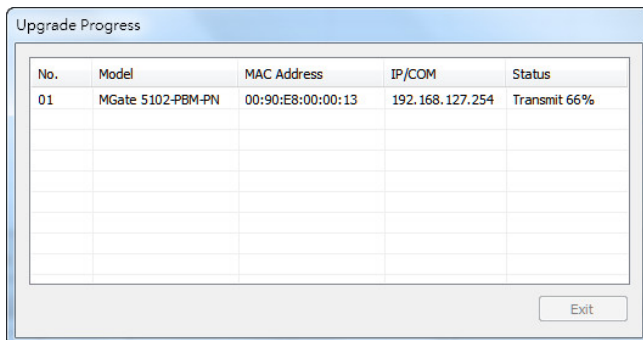 Upgrade Progress
No. Model MAC Address IP/COM Status
01 MGate 5102-PBM-PN 00:90:E8:00:00:13 192.168.127.254 Transmit 66%
Exit